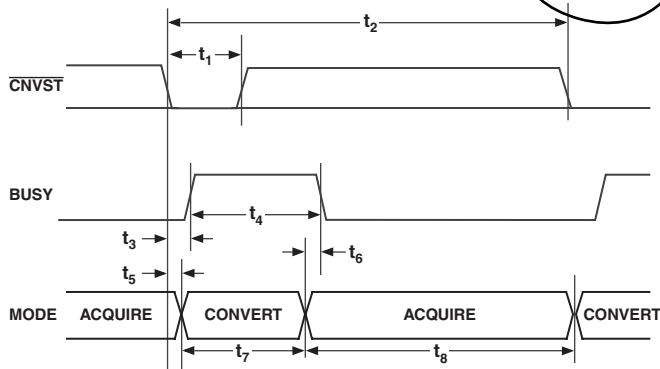 t2
t1
CNVST
BUSY
t4
t3
t6
t5
MODE ACQUIRE CONVERT ACQUIRE CONVERT
t7 t8